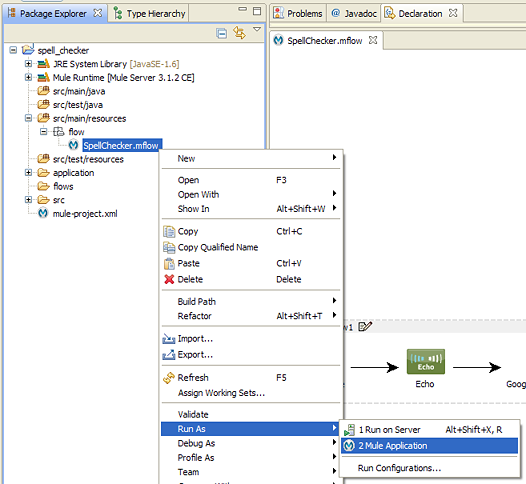 Package Explorer
Type Hierarchy
Problems
@ Javadoc
Declaration
SpellChecker.mflow
spell_checker
JRE System Library [JavaSE-1.6]
Mule Runtime [Mule Server 3.1.2 CE]
src/main/java
src/test/java
src/main/resources
flow
SpellChecker.mflow
src/test/resources
application
flows
src
mule-project.xml
New
Open F3
Open With
Show In Alt+Shift+W
Copy Ctrl+C
Copy Qualified Name
Paste Ctrl+V
Delete Delete
Build Path
Refactor Alt+Shift+T
Import...
Export...
Refresh F5
Assign Working Sets...
Validate
Run As
Debug As
Profile As
Team
1 Run on Server Alt+Shift+X, R
2 Mule Application
Run Configurations...
Echo
Echo